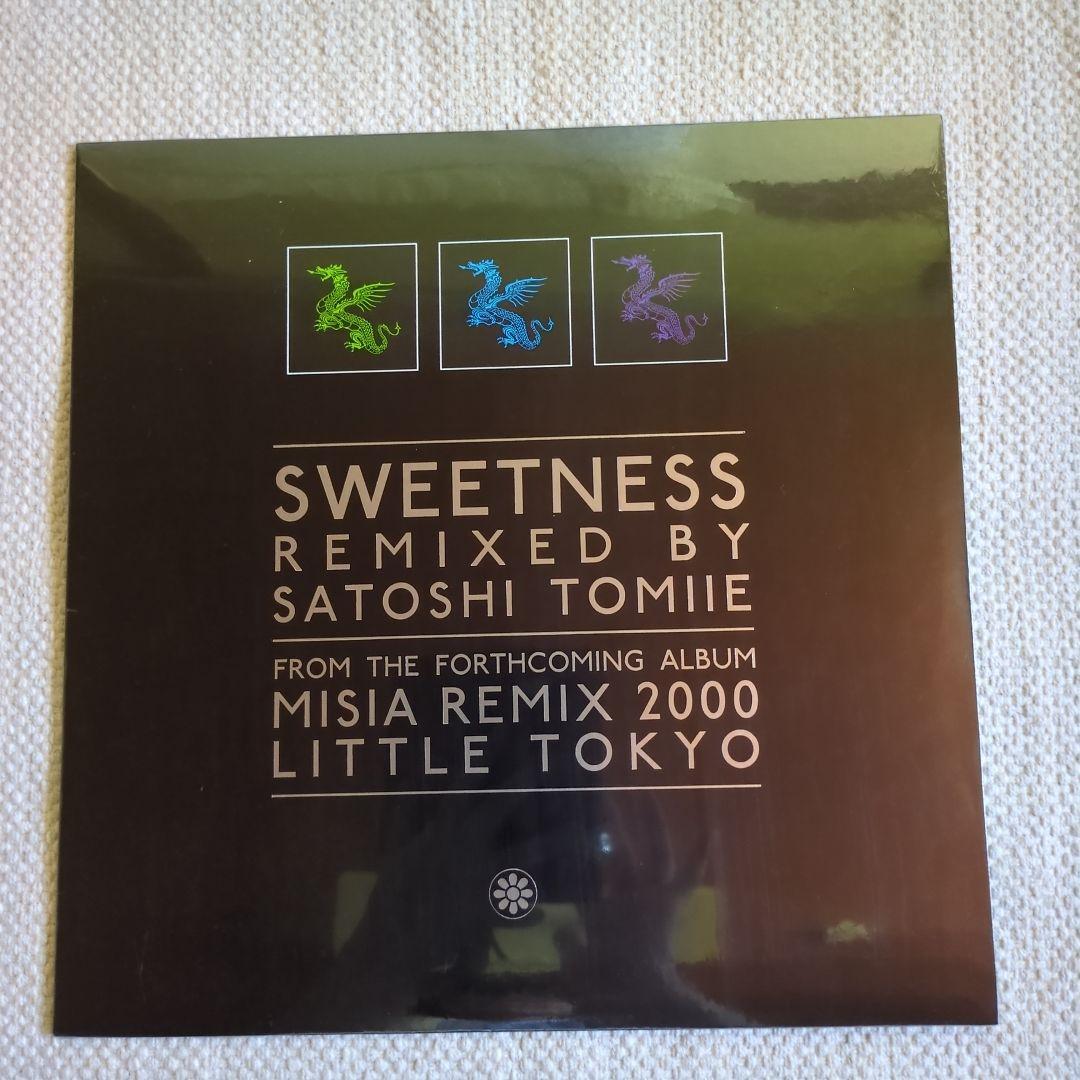 SWEETNESS
REMIXED BY
SATOSHI TOMIIE
FROM THE FORTHCOMING ALBUM
MISIA REMIX 2000
LITTLE TOKYO